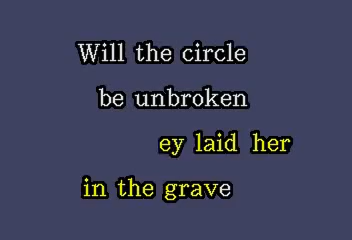 Will the circle
be unbroken
ey laid her
in the grave